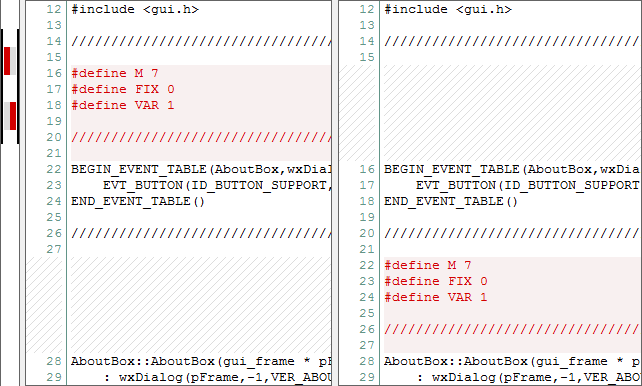 12 #include <gui.h>
13
14 /////////////////////////////////
15
16 #define M 7
17 #define FIX 0
18 #define VAR 1
19
20 /////////////////////////////////
21
22 BEGIN_EVENT_TABLE(AboutBox,wxDial
23     EVT_BUTTON(ID_BUTTON_SUPPORT,
24 END_EVENT_TABLE()
25
26 /////////////////////////////////
27
28 AboutBox::AboutBox(gui_frame * pF
29     : wxDialog(pFrame,-1,VER_ABOU
12 #include <gui.h>
13
14 ////////////////////////////////
15
16 BEGIN_EVENT_TABLE(AboutBox,wxDia
17     EVT_BUTTON(ID_BUTTON_SUPPORT
18 END_EVENT_TABLE()
19
20 ////////////////////////////////
21
22 #define M 7
23 #define FIX 0
24 #define VAR 1
25
26 ////////////////////////////////
27
28 AboutBox::AboutBox(gui_frame * p
29     : wxDialog(pFrame,-1,VER_ABO